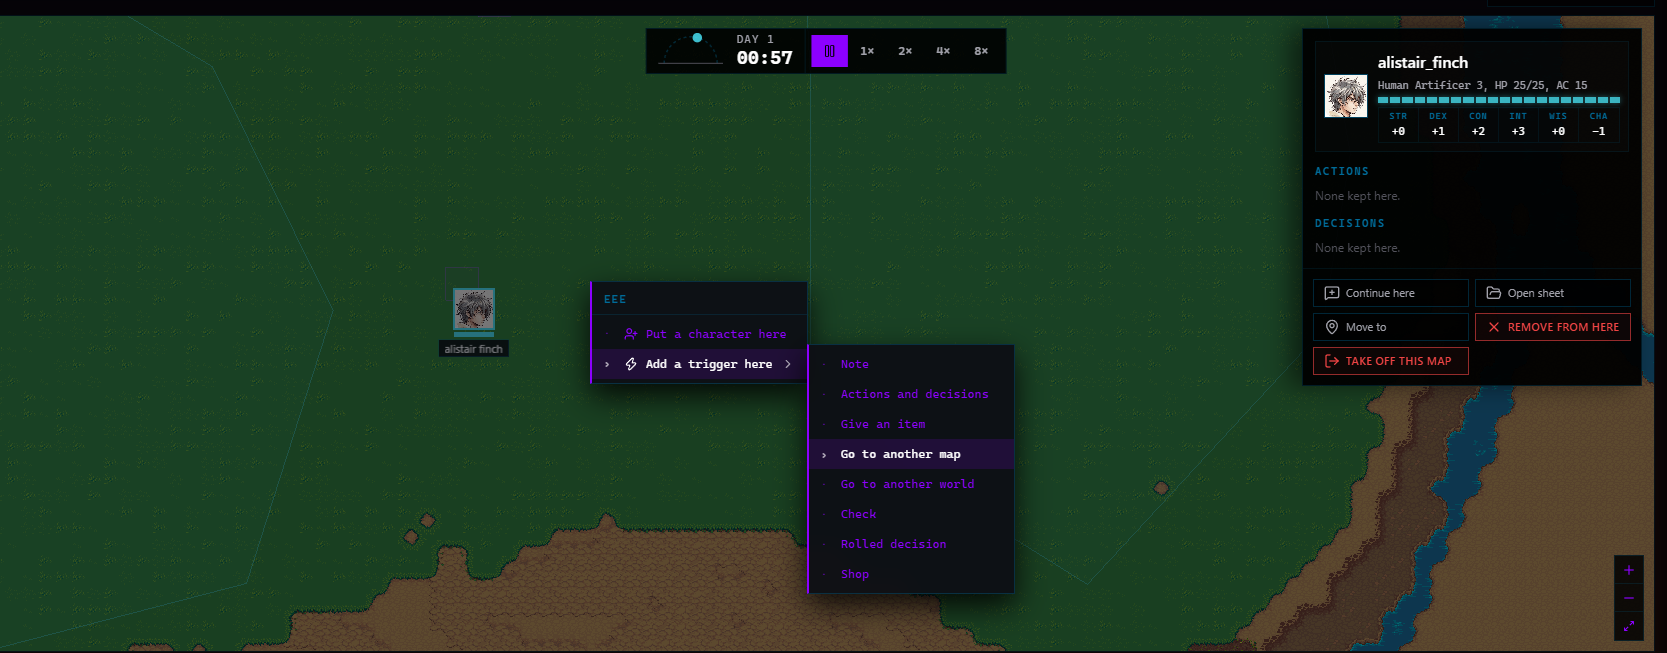 DAY 1
00:57
1×
2×
4×
8×
alistair_finch
Human Artificer 3, HP 25/25, AC 15
STR DEX CON INT WIS CHA
+0 +1 +2 +3 +0 −1
ACTIONS
None kept here.
DECISIONS
None kept here.
Continue here
Open sheet
Move to
REMOVE FROM HERE
TAKE OFF THIS MAP
alistair finch
EEE
Put a character here
Add a trigger here
Note
Actions and decisions
Give an item
Go to another map
Go to another world
Check
Rolled decision
Shop